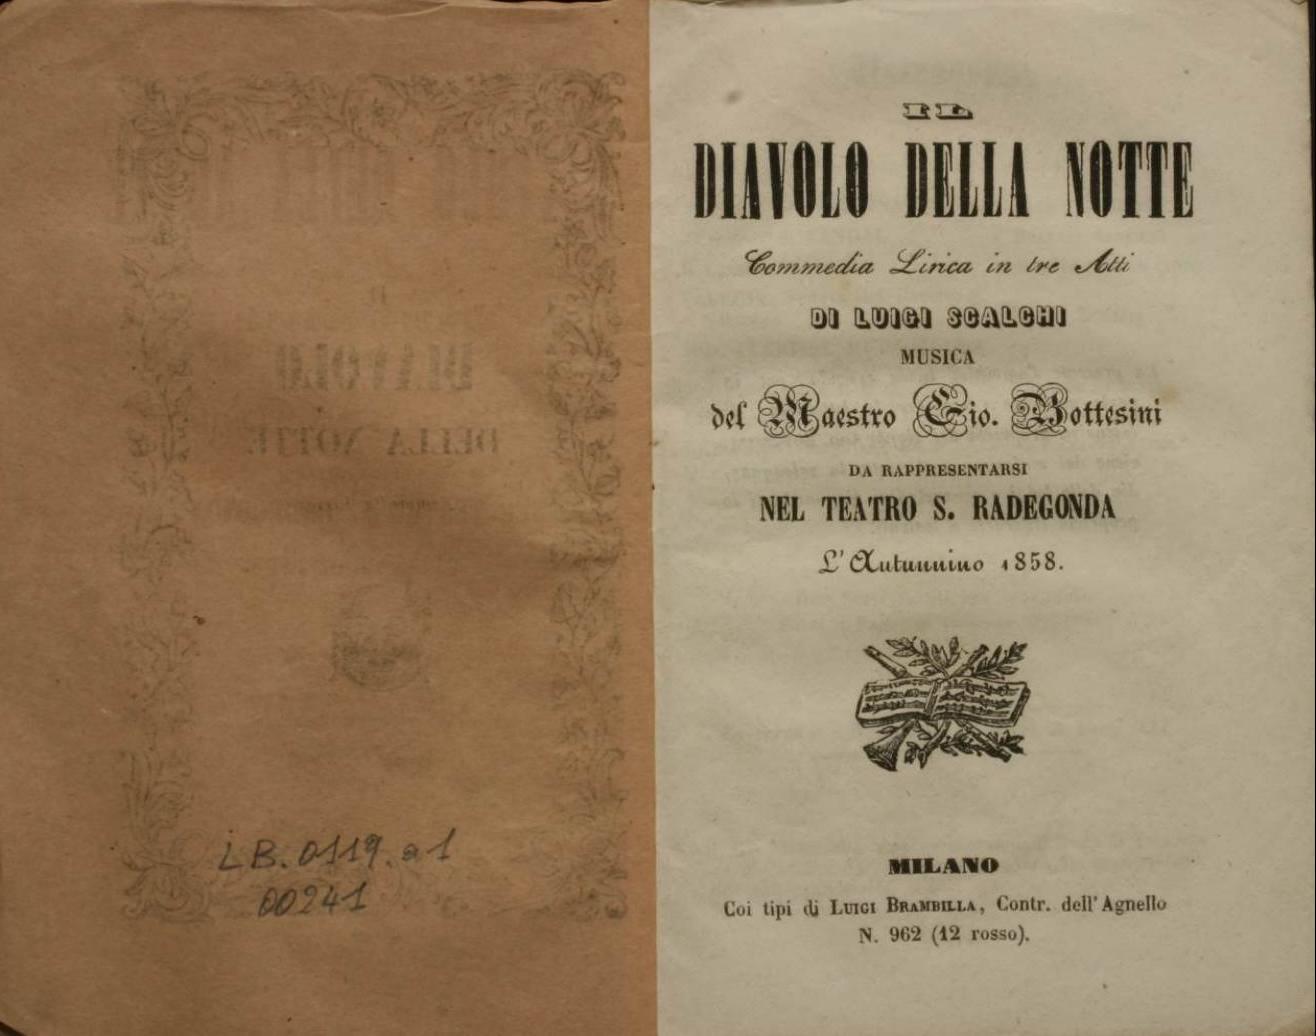 LB.0119.a1
00241
IL
DIAVOLO DELLA NOTTE
Commedia Lirica in tre Atti
DI LUIGI SCALCHI
MUSICA
del Maestro Gio. Bottesini
DA RAPPRESENTARSI
NEL TEATRO S. RADEGONDA
L'Autunnino 1858.
MILANO
Coi tipi di LUIGI BRAMBILLA, Contr. dell'Agnello
N. 962 (12 rosso).